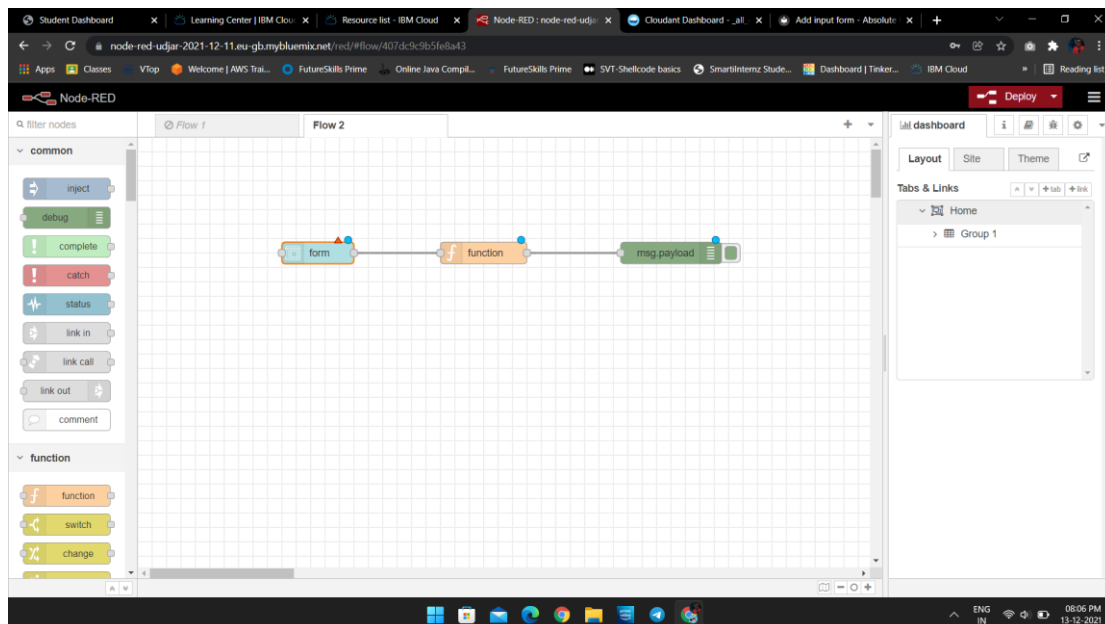 Student Dashboard
Learning Center | IBM Clou
Resource list - IBM Cloud
Node-RED : node-red-udjar
Cloudant Dashboard - _all_
Add input form - Absolute
node-red-udjar-2021-12-11.eu-gb.mybluemix.net/red/#flow/407dc9c9b5fe8a43
Apps
Classes
VTop
Welcome | AWS Trai...
FutureSkills Prime
Online Java Compil...
FutureSkills Prime
SVT-Shellcode basics
SmartiInternz Stude...
Dashboard | Tinker...
IBM Cloud
»
Reading list
Node-RED
Deploy
filter nodes
Flow 1
Flow 2
dashboard
common
Layout
Site
Theme
Tabs & Links
+ tab
+ link
inject
Home
debug
Group 1
complete
form
function
msg.payload
catch
status
link in
link call
link out
comment
function
function
switch
change
ENG
IN
08:06 PM
13-12-2021